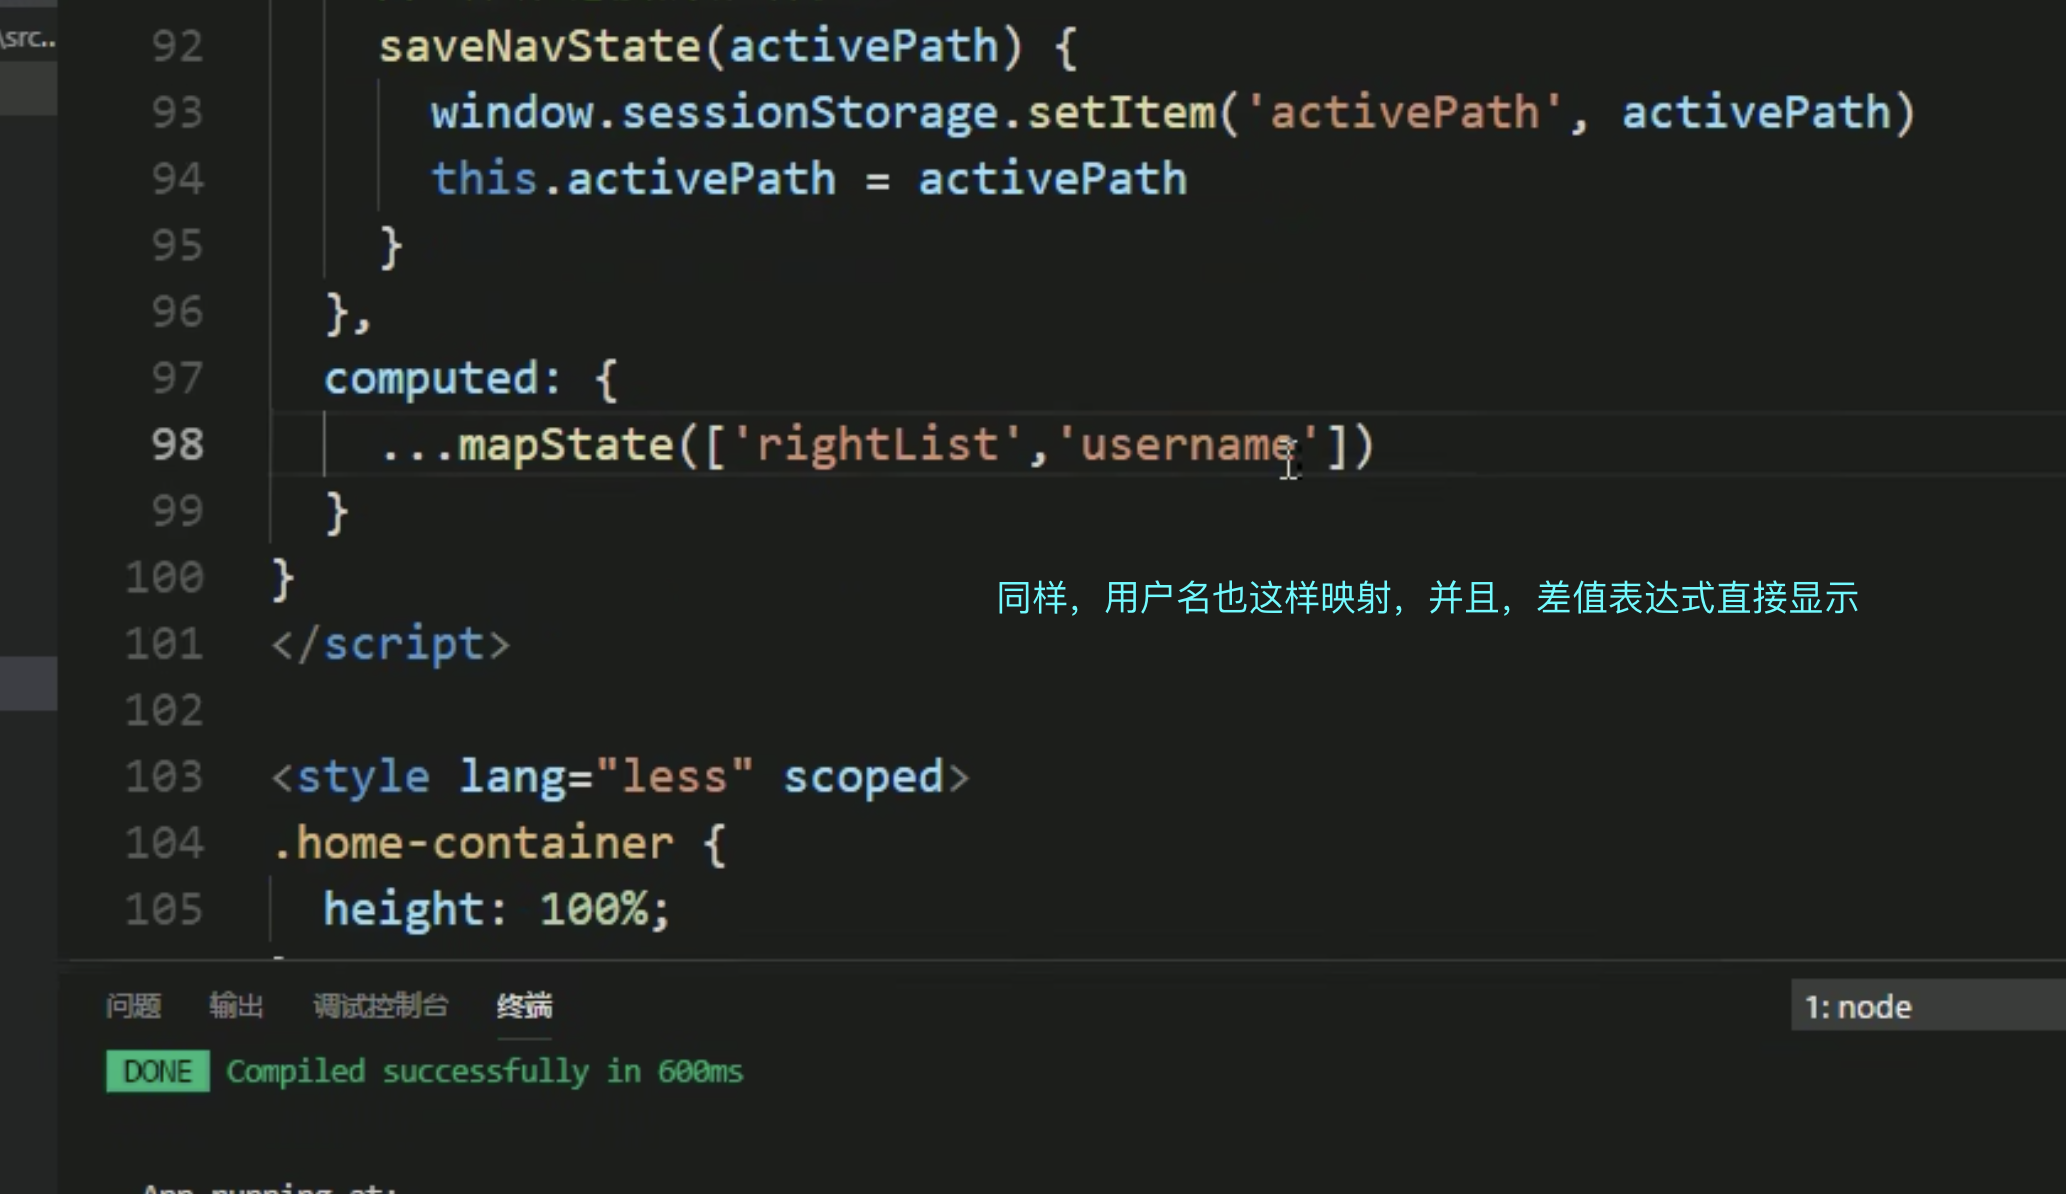 \src..
92 saveNavState(activePath) {
93 window.sessionStorage.setItem('activePath', activePath)
94 this.activePath = activePath
95 }
96 },
97 computed: {
98 ...mapState(['rightList','username'])
99 }
100 }
同样，用户名也这样映射，并且，差值表达式直接显示
101 </script>
102
103 <style lang="less" scoped>
104 .home-container {
105 height: 100%;
问题 输出 调试控制台 终端 1: node
DONE Compiled successfully in 600ms
App running at: